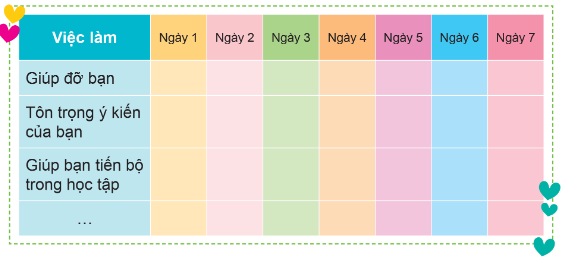 Việc làm Ngày 1 Ngày 2 Ngày 3 Ngày 4 Ngày 5 Ngày 6 Ngày 7
Giúp đỡ bạn
Tôn trọng ý kiến
của bạn
Giúp bạn tiến bộ
trong học tập
...